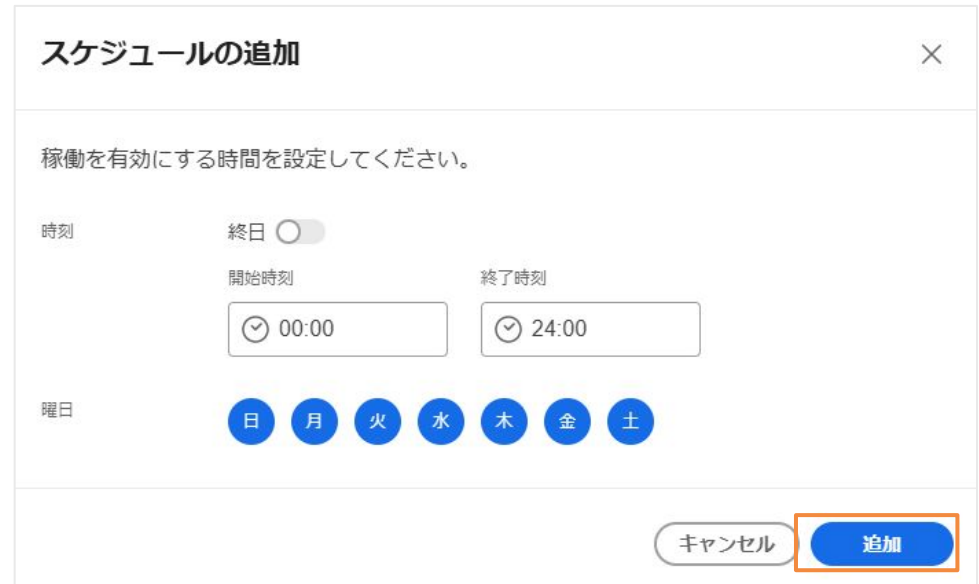 スケジュールの追加
稼働を有効にする時間を設定してください。
時刻
終日
開始時刻 終了時刻
00:00 24:00
曜日
日 月 火 水 木 金 土
キャンセル 追加